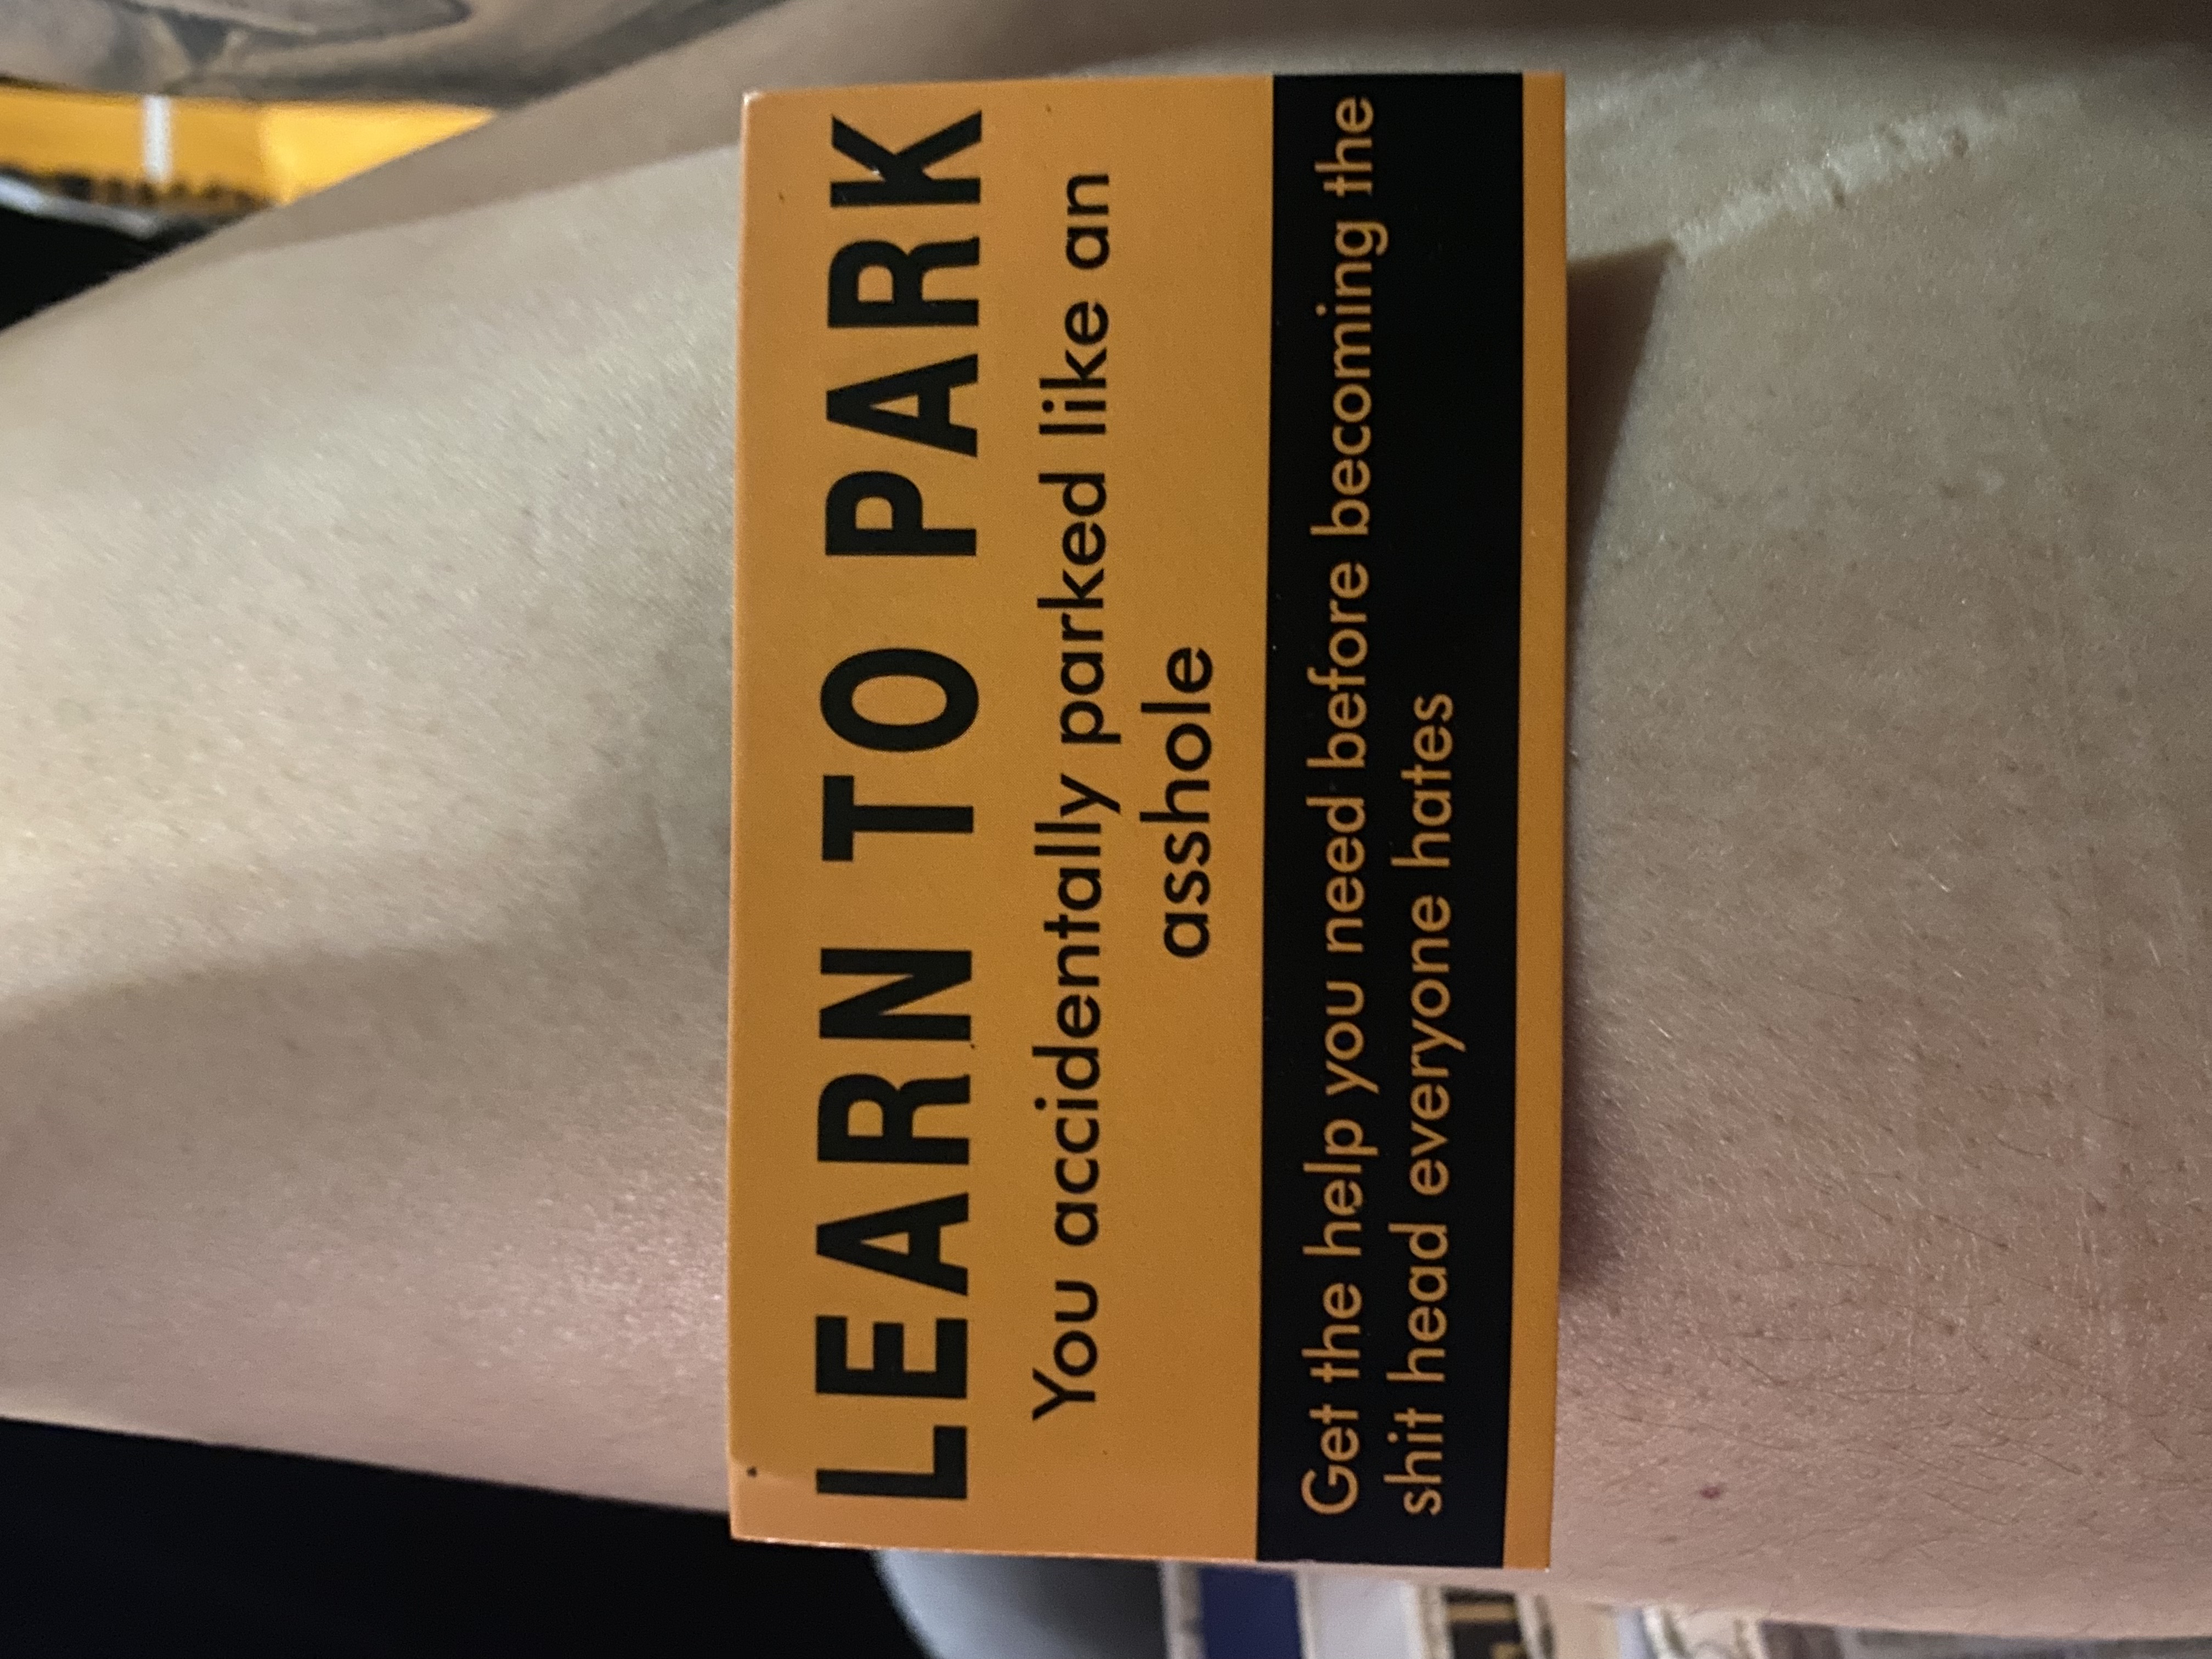 LEARN TO PARK
You accidentally parked like an
asshole
Get the help you need before becoming the
shit head everyone hates